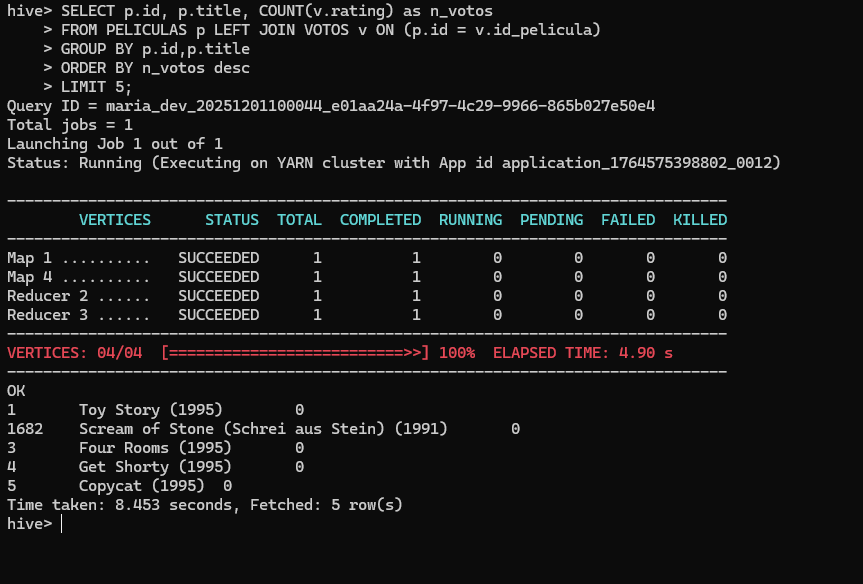 hive> SELECT p.id, p.title, COUNT(v.rating) as n_votos
    > FROM PELICULAS p LEFT JOIN VOTOS v ON (p.id = v.id_pelicula)
    > GROUP BY p.id,p.title
    > ORDER BY n_votos desc
    > LIMIT 5;
Query ID = maria_dev_20251201100044_e01aa24a-4f97-4c29-9966-865b027e50e4
Total jobs = 1
Launching Job 1 out of 1
Status: Running (Executing on YARN cluster with App id application_1764575398802_0012)
--------------------------------------------------------------------------------
        VERTICES      STATUS  TOTAL  COMPLETED  RUNNING  PENDING  FAILED  KILLED
--------------------------------------------------------------------------------
Map 1 ..........   SUCCEEDED      1          1        0        0       0       0
Map 4 ..........   SUCCEEDED      1          1        0        0       0       0
Reducer 2 ......   SUCCEEDED      1          1        0        0       0       0
Reducer 3 ......   SUCCEEDED      1          1        0        0       0       0
--------------------------------------------------------------------------------
VERTICES: 04/04  [==========================>>] 100%  ELAPSED TIME: 4.90 s
--------------------------------------------------------------------------------
OK
1       Toy Story (1995)        0
1682    Scream of Stone (Schrei aus Stein) (1991)       0
3       Four Rooms (1995)       0
4       Get Shorty (1995)       0
5       Copycat (1995)  0
Time taken: 8.453 seconds, Fetched: 5 row(s)
hive>